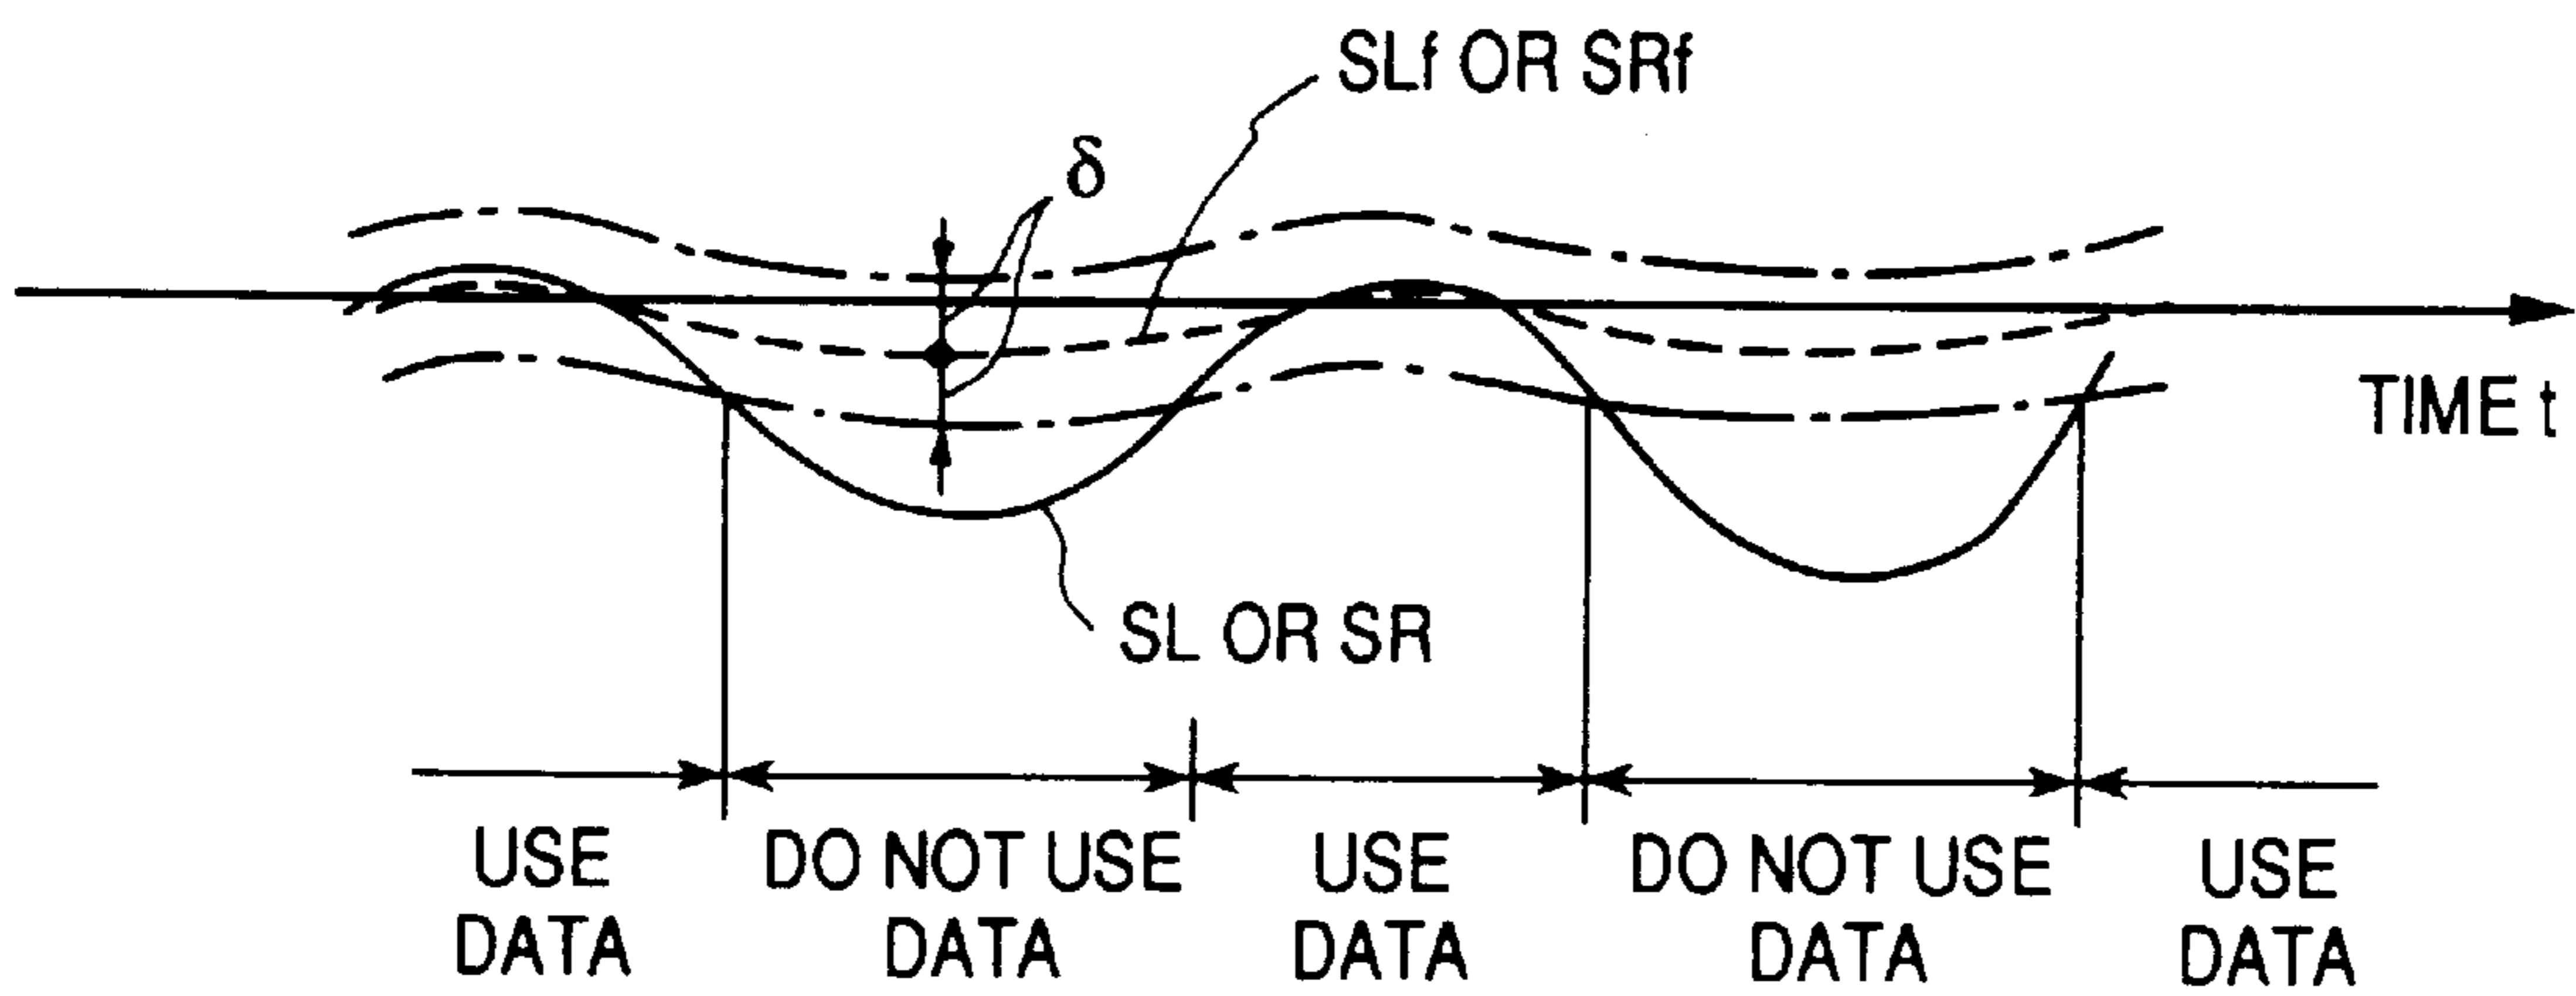 SLf OR SRf
δ
TIME t
SL OR SR
USE DATA
DO NOT USE DATA
USE DATA
DO NOT USE DATA
USE DATA